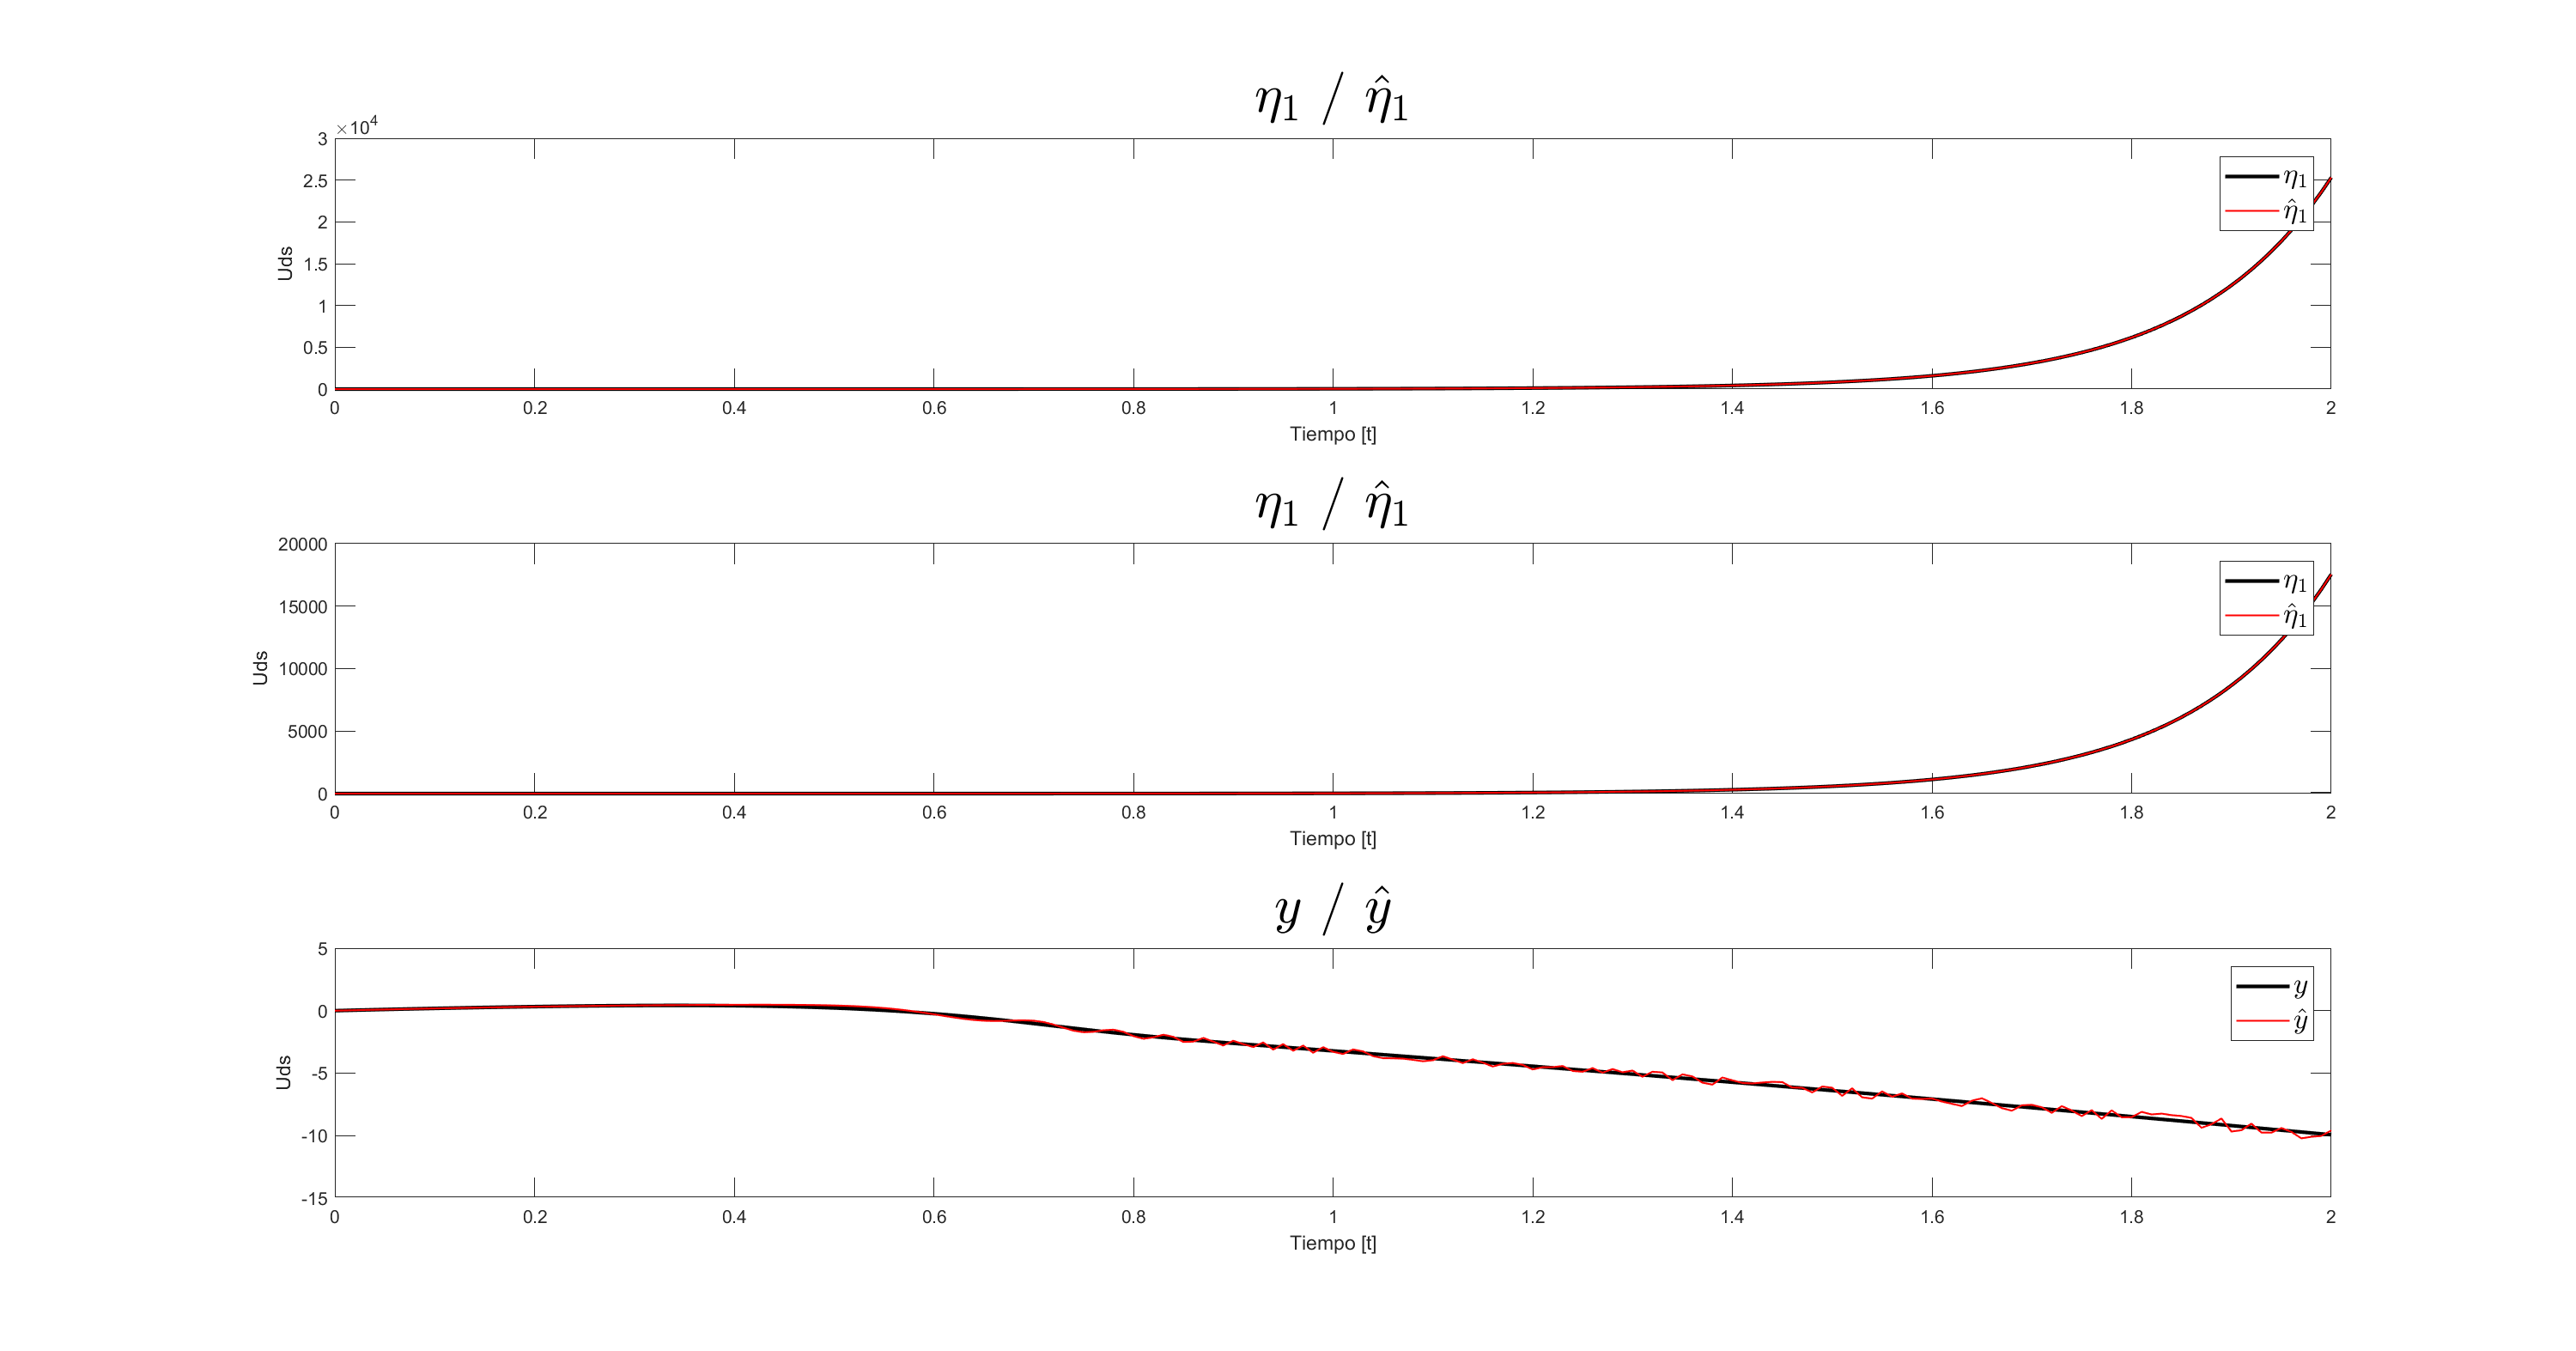 η₁ / η̂₁
×10⁴
3
2.5
2
1.5
1
0.5
0
Uds
η₁
η̂₁
0 0.2 0.4 0.6 0.8 1 1.2 1.4 1.6 1.8 2
Tiempo [t]
η₁ / η̂₁
20000
15000
10000
5000
0
Uds
η₁
η̂₁
0 0.2 0.4 0.6 0.8 1 1.2 1.4 1.6 1.8 2
Tiempo [t]
y / ŷ
5
0
-5
-10
-15
Uds
y
ŷ
0 0.2 0.4 0.6 0.8 1 1.2 1.4 1.6 1.8 2
Tiempo [t]